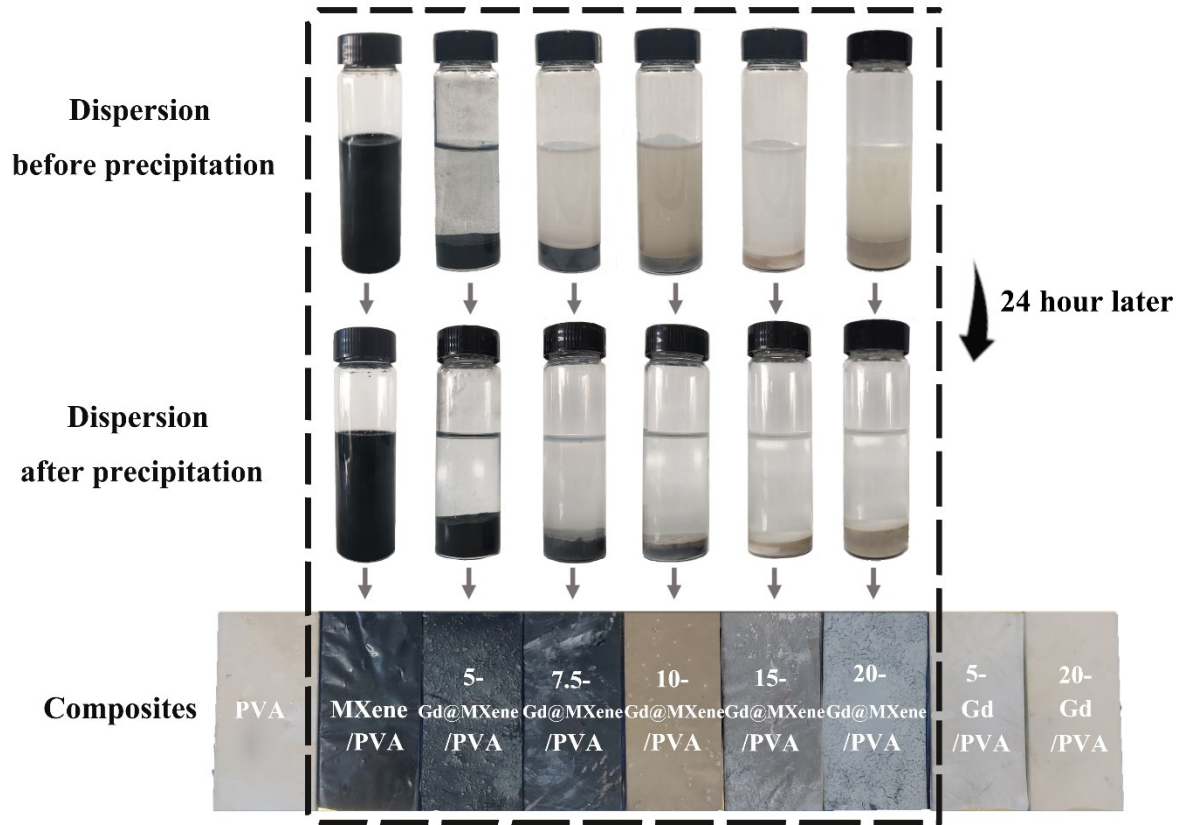 Dispersion
before precipitation
24 hour later
Dispersion
after precipitation
Composites
PVA
MXene
/PVA
5-
Gd@MXene
/PVA
7.5-
Gd@MXene
/PVA
10-
Gd@MXene
/PVA
15-
Gd@MXene
/PVA
20-
Gd@MXene
/PVA
5-
Gd
/PVA
20-
Gd
/PVA